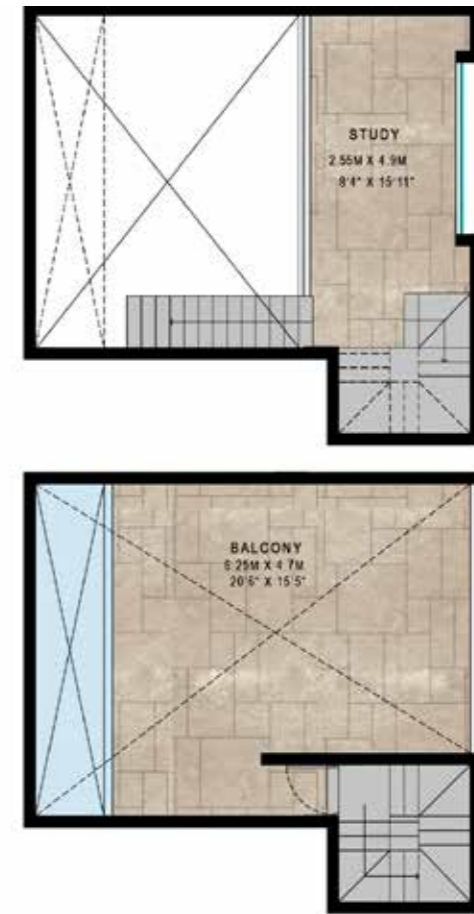 STUDY
2.55M X 4.9M
8'4" X 15'11"
BALCONY
6.25M X 4.7M
20'6" X 15'5"